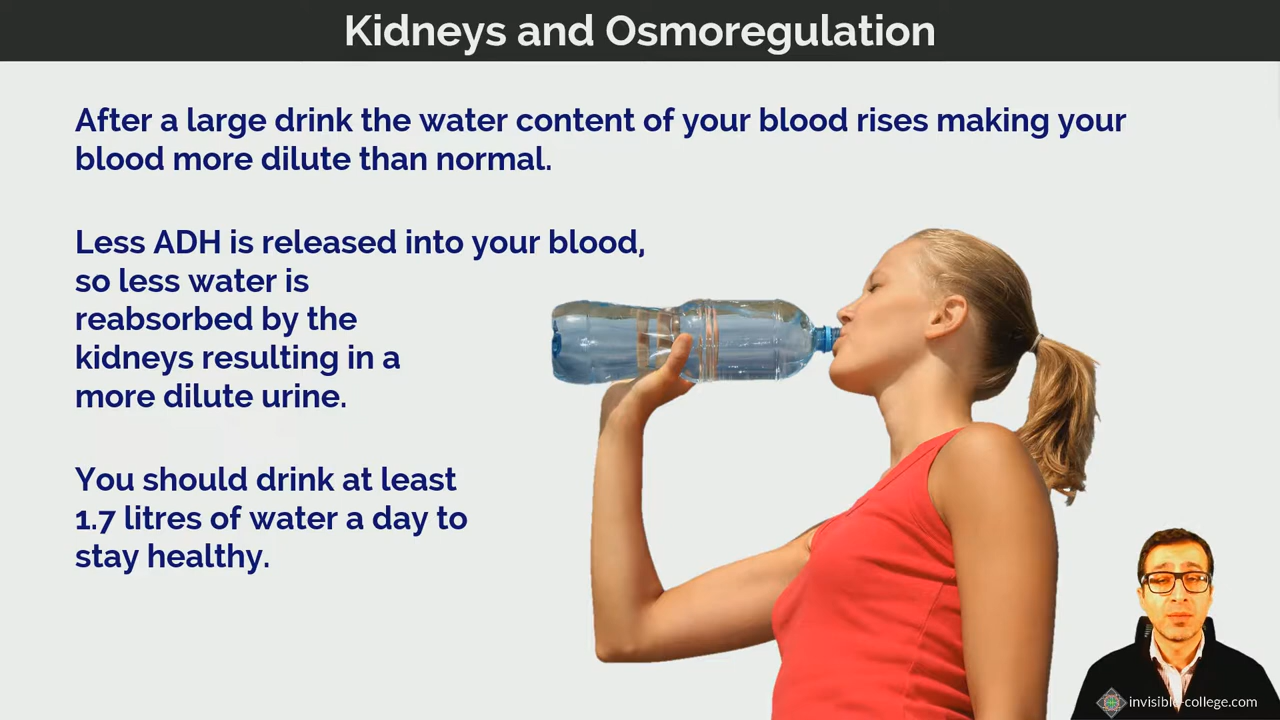 Kidneys and Osmoregulation
After a large drink the water content of your blood rises making your
blood more dilute than normal.
Less ADH is released into your blood,
so less water is
reabsorbed by the
kidneys resulting in a
more dilute urine.
You should drink at least
1.7 litres of water a day to
stay healthy.
invisible-college.com